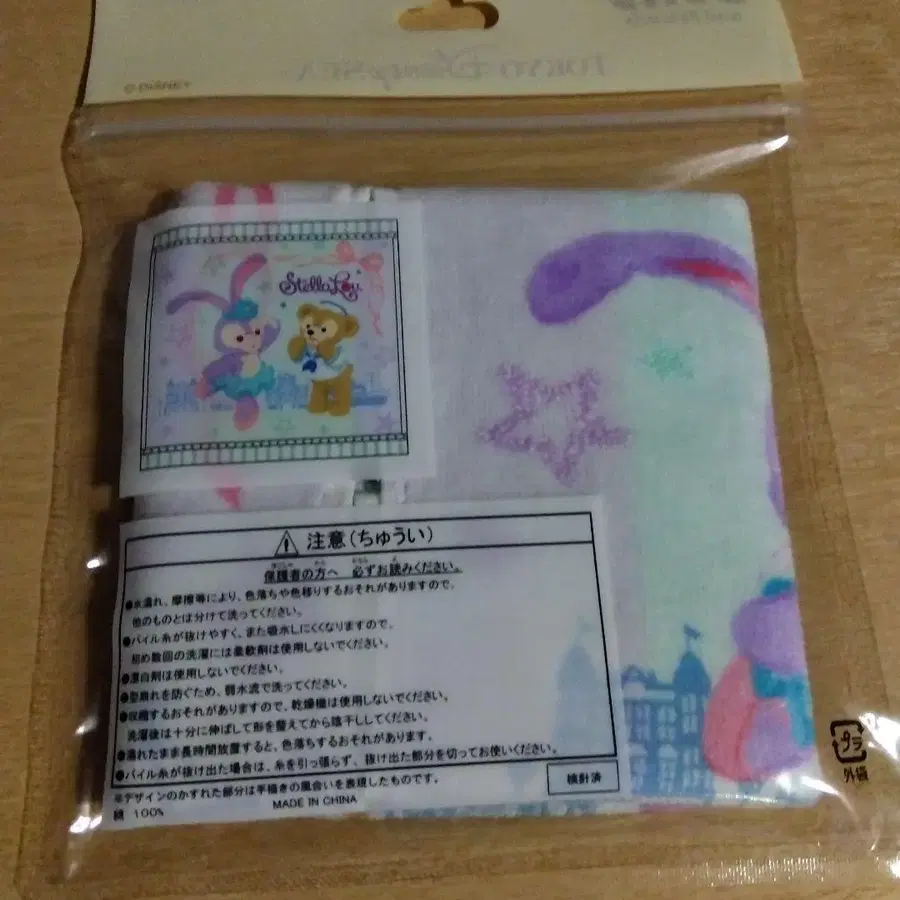 TOKYO DisneySEA
©Disney
StellaLou
注意(ちゅうい)
保護者の方へ 必ずお読みください。
●水濡れ、摩擦等により、色落ちや色移りするおそれがありますので、
他のものとは分けて洗ってください。
●パイル糸が抜けやすく、また吸水しにくくなりますので、
初め数回の洗濯には柔軟剤は使用しないでください。
●漂白剤は使用しないでください。
●型崩れを防ぐため、弱水流で洗ってください。
●収縮するおそれがありますので、乾燥機は使用しないでください。
洗濯後は十分に伸ばして形を整えてから陰干ししてください。
●濡れたまま長時間放置すると、色落ちするおそれがあります。
●パイル糸が抜け出た場合は、糸を引っ張らず、抜け出た部分を切ってお使いください。
※デザインのかすれた部分は手描きの風合いを表現したものです。
検針済
綿 100%
MADE IN CHINA
プラ
外袋